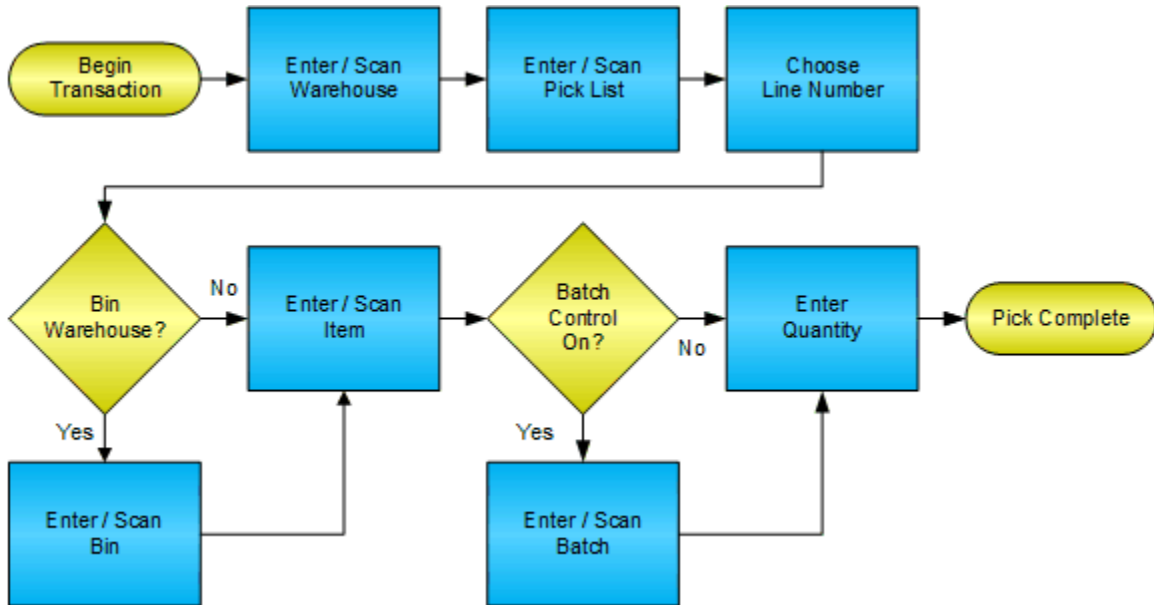 Begin
Transaction
Enter / Scan
Warehouse
Enter / Scan
Pick List
Choose
Line Number
Bin
Warehouse?
No
Enter / Scan
Item
Batch
Control
On?
No
Enter
Quantity
Pick Complete
Yes
Enter / Scan
Bin
Yes
Enter / Scan
Batch